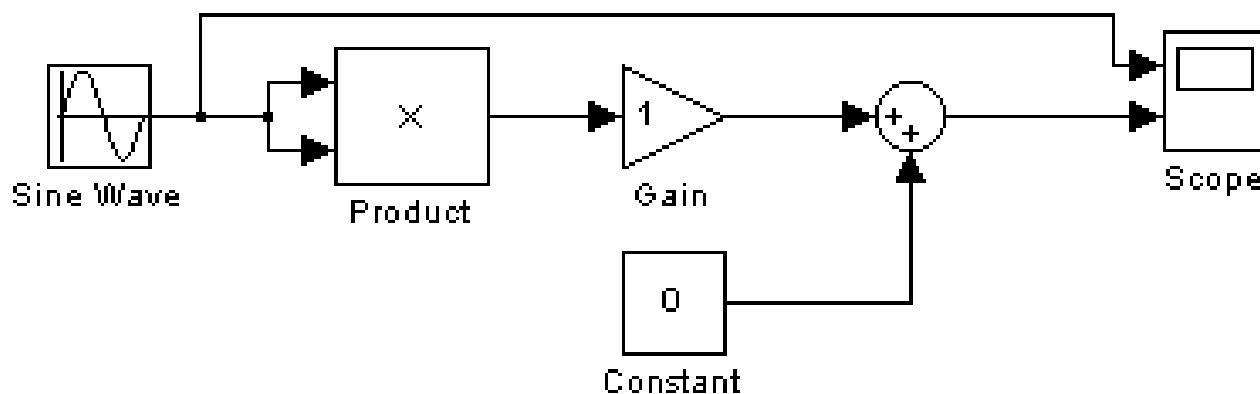 Sine Wave
×
Product
1
Gain
+
+
Scope
0
Constant